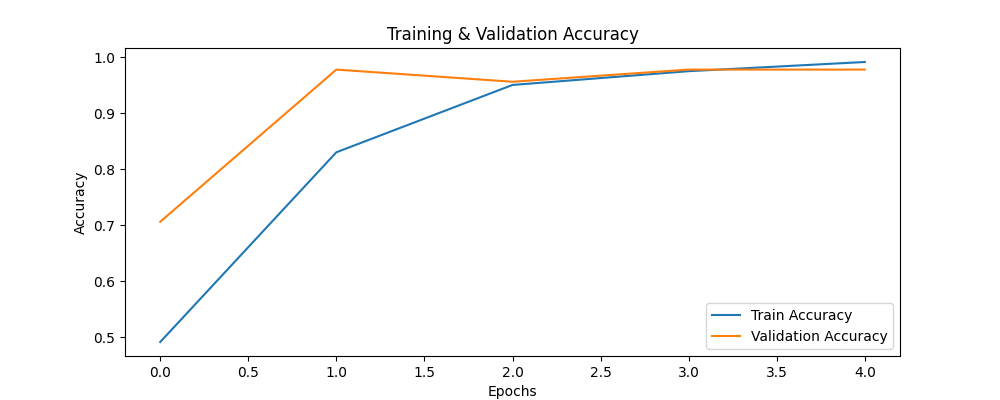 Training & Validation Accuracy
1.0
0.9
0.8
0.7
0.6
0.5
Accuracy
Train Accuracy
Validation Accuracy
0.0 0.5 1.0 1.5 2.0 2.5 3.0 3.5 4.0
Epochs